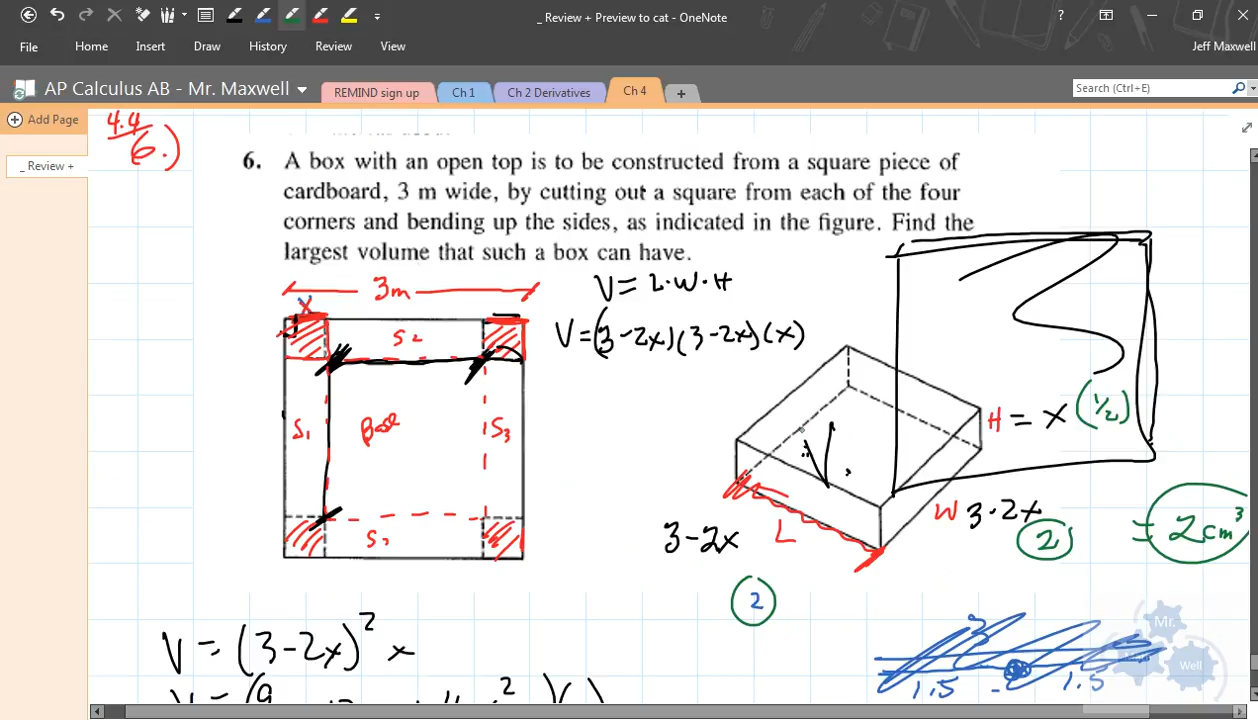 _ Review + Preview to cat - OneNote
?
File
Home
Insert
Draw
History
Review
View
Jeff Maxwell
AP Calculus AB - Mr. Maxwell
REMIND sign up
Ch 1
Ch 2 Derivatives
Ch 4
+
Search (Ctrl+E)
Add Page
_ Review +
4.4
6.)
6. A box with an open top is to be constructed from a square piece of
cardboard, 3 m wide, by cutting out a square from each of the four
corners and bending up the sides, as indicated in the figure. Find the
largest volume that such a box can have.
3m
V = L·W·H
X
S2
V = (3-2x)(3-2x)(x)
S1
Base
S3
H = X (1/2)
V
3-2x
L
W 3-2x
2
= 2cm³
2
V = (3-2x)² x
3
1.5
1.5
Mr.
Well